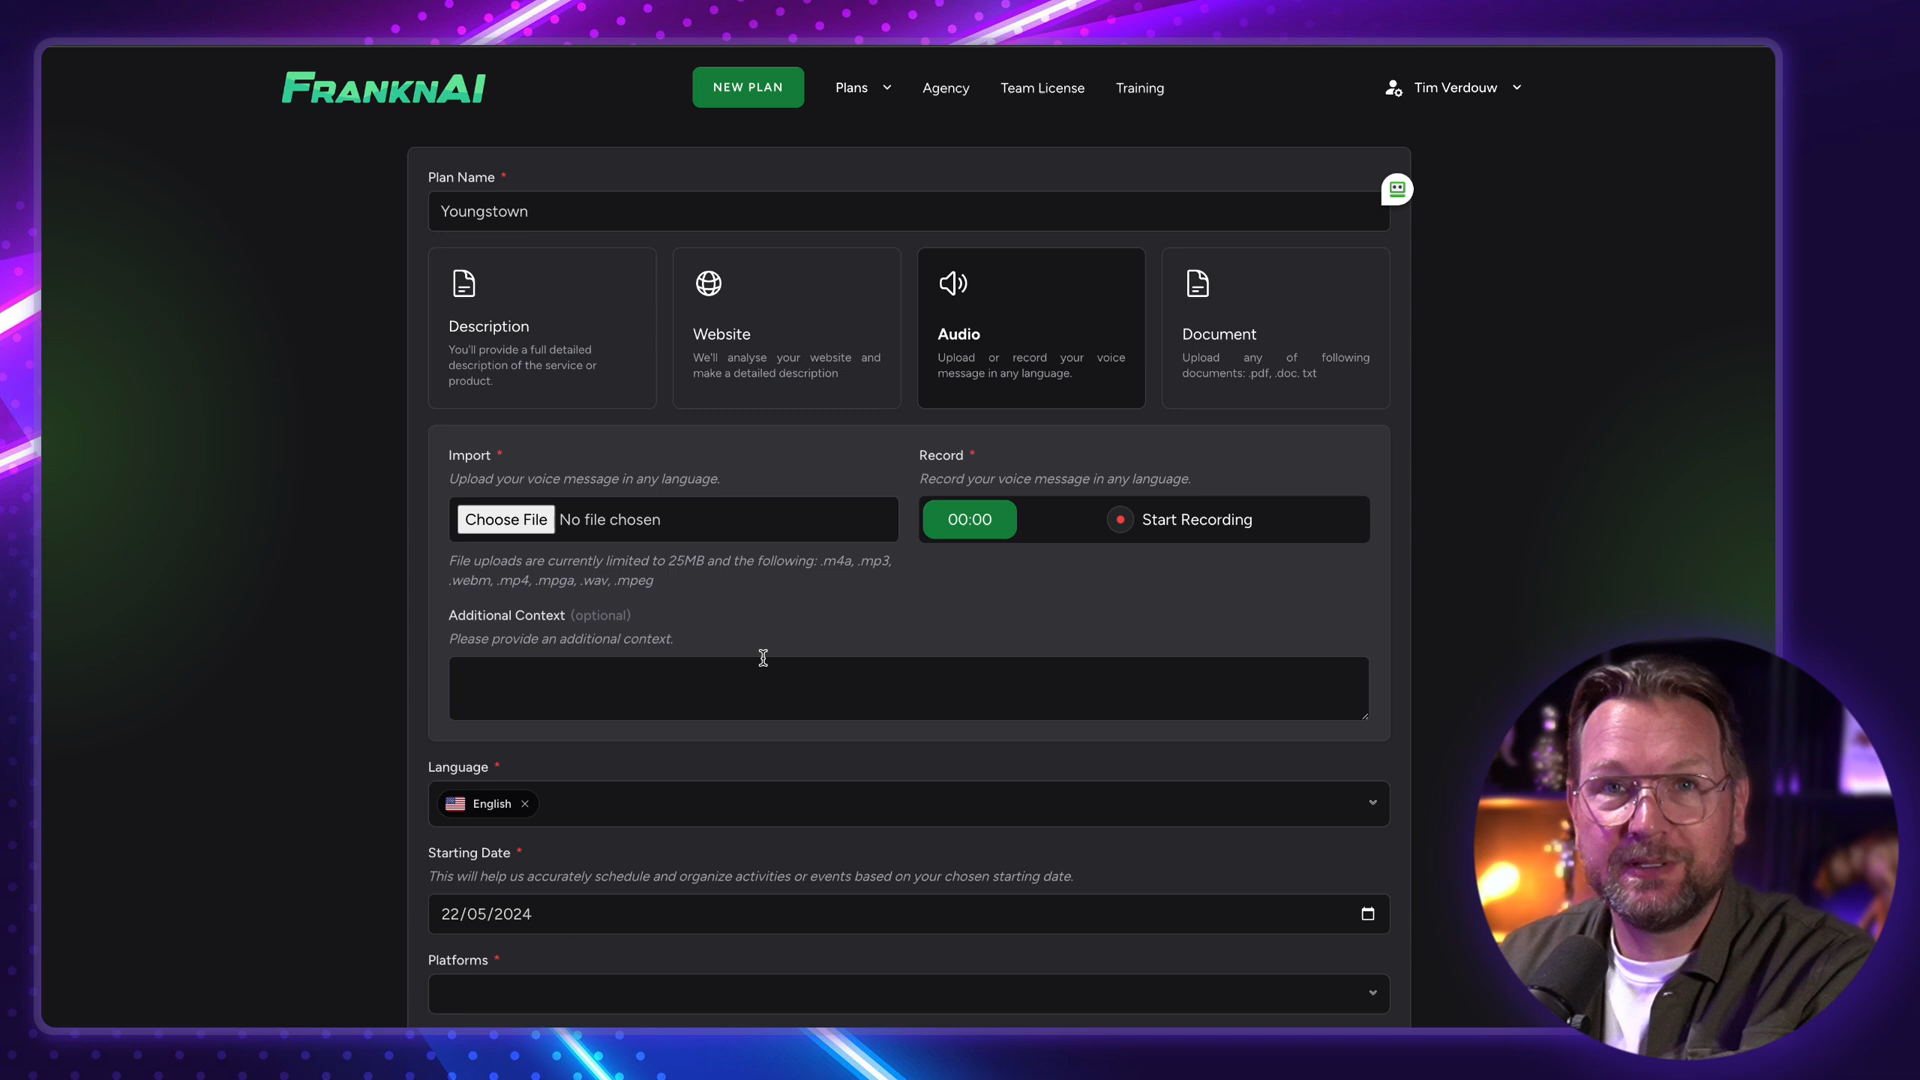 FRANKNAI
NEW PLAN
Plans
Agency
Team License
Training
Tim Verdouw
Plan Name *
Youngstown
Description
You'll provide a full detailed
description of the service or
product.
Website
We'll analyse your website and
make a detailed description
Audio
Upload or record your voice
message in any language.
Document
Upload any of following
documents: .pdf, .doc. txt
Import *
Upload your voice message in any language.
Choose File No file chosen
File uploads are currently limited to 25MB and the following: .m4a, .mp3,
.webm, .mp4, .mpga, .wav, .mpeg
Record *
Record your voice message in any language.
00:00 Start Recording
Additional Context (optional)
Please provide an additional context.
Language *
English
Starting Date *
This will help us accurately schedule and organize activities or events based on your chosen starting date.
22/05/2024
Platforms *